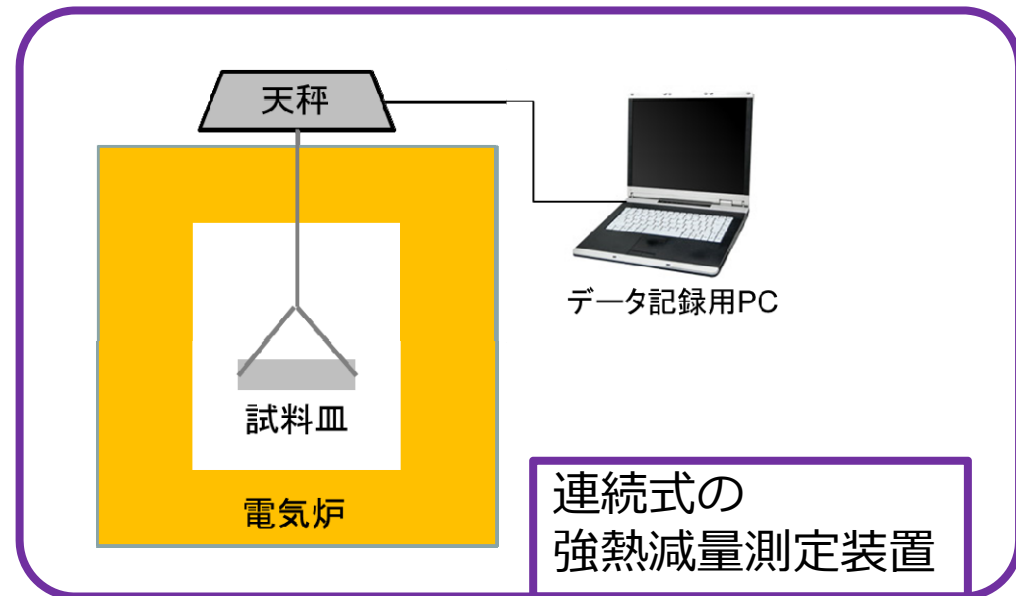 天秤
データ記録用PC
試料皿
電気炉
連続式の
強熱減量測定装置